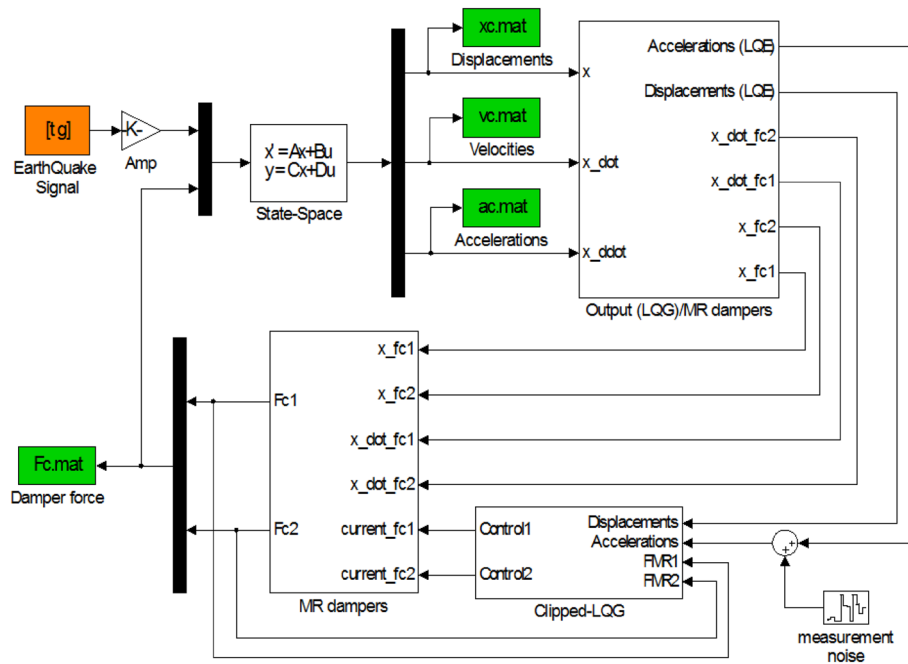 xc.mat
Displacements
Accelerations (LQE)
x
Displacements (LQE)
[tg]
-K-
vc.mat
x_dot_fc2
EarthQuake
Signal
Amp
x' = Ax+Bu
y = Cx+Du
Velocities
x_dot
x_dot_fc1
State-Space
ac.mat
Accelerations
x_ddot
x_fc2
x_fc1
Output (LQG)/MR dampers
x_fc1
Fc1
x_fc2
x_dot_fc1
Fc.mat
Damper force
x_dot_fc2
Fc2
current_fc1
Control1
Displacements
Accelerations
FMR1
FMR2
current_fc2
Control2
MR dampers
Clipped-LQG
+
+
measurement
noise